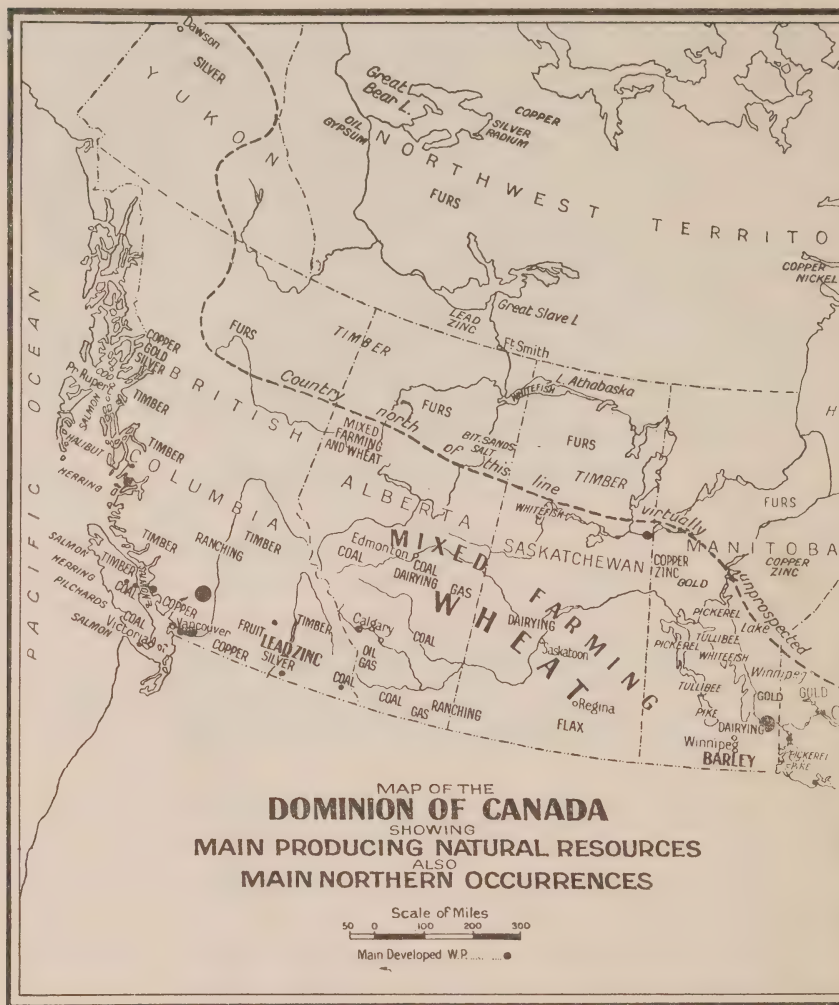 Dawson
SILVER
YUKON
Great
Bear L.
COPPER
SILVER
RADIUM
OIL
GYPSUM
NORTHWEST TERRITO
FURS
COPPER
NICKEL
LEAD
ZINC
Great Slave L
Ft. Smith
PACIFIC OCEAN
FURS
TIMBER
COPPER
GOLD
SILVER
Pr. Rupert
SALMON
HALIBUT
HERRING
TIMBER
TIMBER
BRITISH
COLUMBIA
Country north of this line virtually unprospected
MIXED
FARMING
AND WHEAT
FURS
WHITEFISH
L. Athabaska
BIT. SANDS
SALT
FURS
TIMBER
WHITEFISH
H
FURS
ALBERTA
SASKATCHEWAN
MANITOBA
COPPER
ZINC
GOLD
COPPER
ZINC
TIMBER
RANCHING
TIMBER
SALMON
HERRING
PILCHARDS
SALMON
TIMBER
COAL
COAL
COPPER
Vancouver
Victoria
COPPER
FRUIT
LEAD ZINC
SILVER
TIMBER
COAL
Edmonton
COAL
COAL
DAIRYING
GAS
MIXED FARMING
WHEAT
Calgary
OIL
GAS
COAL
COAL
GAS
RANCHING
DAIRYING
Saskatoon
Regina
FLAX
PICKEREL
Lake
Winnipeg
PICKEREL
TULLIBEE
WHITEFISH
TULLIBEE
PIKE
GOLD
GOLD
DAIRYING
Winnipeg
BARLEY
PICKEREL
PIKE
MAP OF THE
DOMINION OF CANADA
SHOWING
MAIN PRODUCING NATURAL RESOURCES
ALSO
MAIN NORTHERN OCCURRENCES
Scale of Miles
50 0 100 200 300
Main Developed W.P. .... •